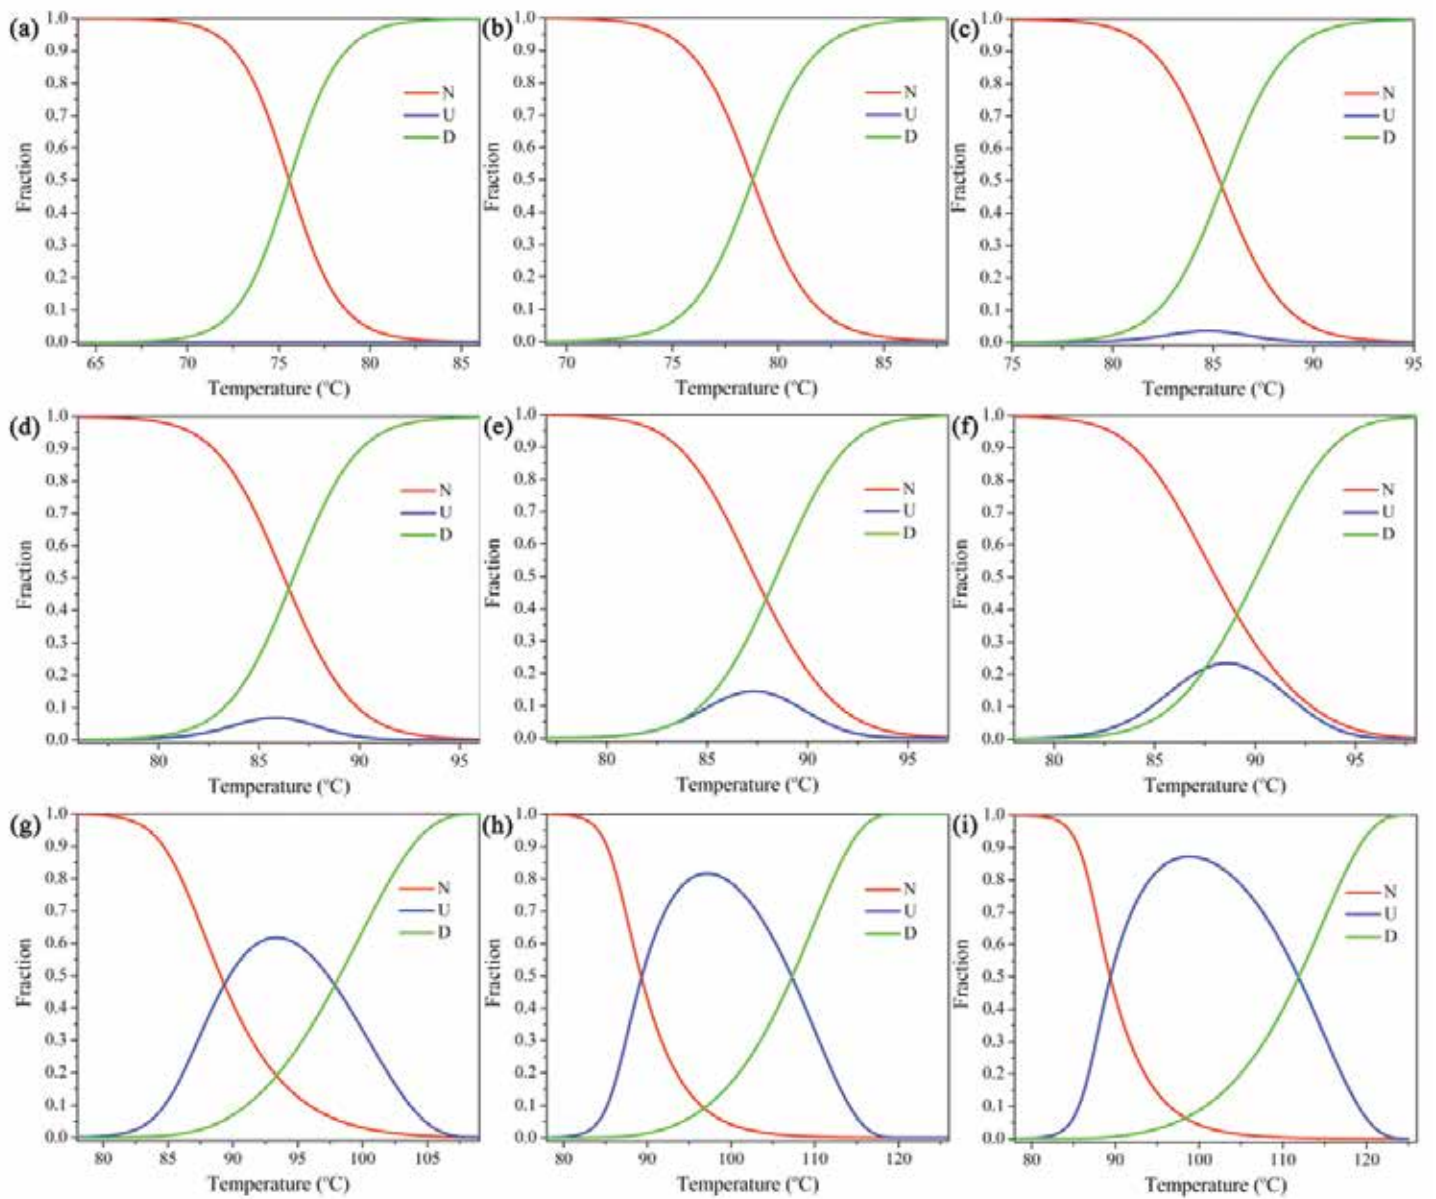 (a)
1.0
0.9
0.8
0.7
0.6
0.5
0.4
0.3
0.2
0.1
0.0
Fraction
N
U
D
65 70 75 80 85
Temperature (°C)
(b)
1.0
0.9
0.8
0.7
0.6
0.5
0.4
0.3
0.2
0.1
0.0
Fraction
N
U
D
70 75 80 85
Temperature (°C)
(c)
1.0
0.9
0.8
0.7
0.6
0.5
0.4
0.3
0.2
0.1
0.0
Fraction
N
U
D
75 80 85 90 95
Temperature (°C)
(d)
1.0
0.9
0.8
0.7
0.6
0.5
0.4
0.3
0.2
0.1
0.0
Fraction
N
U
D
80 85 90 95
Temperature (°C)
(e)
1.0
0.9
0.8
0.7
0.6
0.5
0.4
0.3
0.2
0.1
0.0
Fraction
N
U
D
80 85 90 95
Temperature (°C)
(f)
1.0
0.9
0.8
0.7
0.6
0.5
0.4
0.3
0.2
0.1
0.0
Fraction
N
U
D
80 85 90 95
Temperature (°C)
(g)
1.0
0.9
0.8
0.7
0.6
0.5
0.4
0.3
0.2
0.1
0.0
Fraction
N
U
D
80 85 90 95 100 105
Temperature (°C)
(h)
1.0
0.9
0.8
0.7
0.6
0.5
0.4
0.3
0.2
0.1
0.0
Fraction
N
U
D
80 90 100 110 120
Temperature (°C)
(i)
1.0
0.9
0.8
0.7
0.6
0.5
0.4
0.3
0.2
0.1
0.0
Fraction
N
U
D
80 90 100 110 120
Temperature (°C)